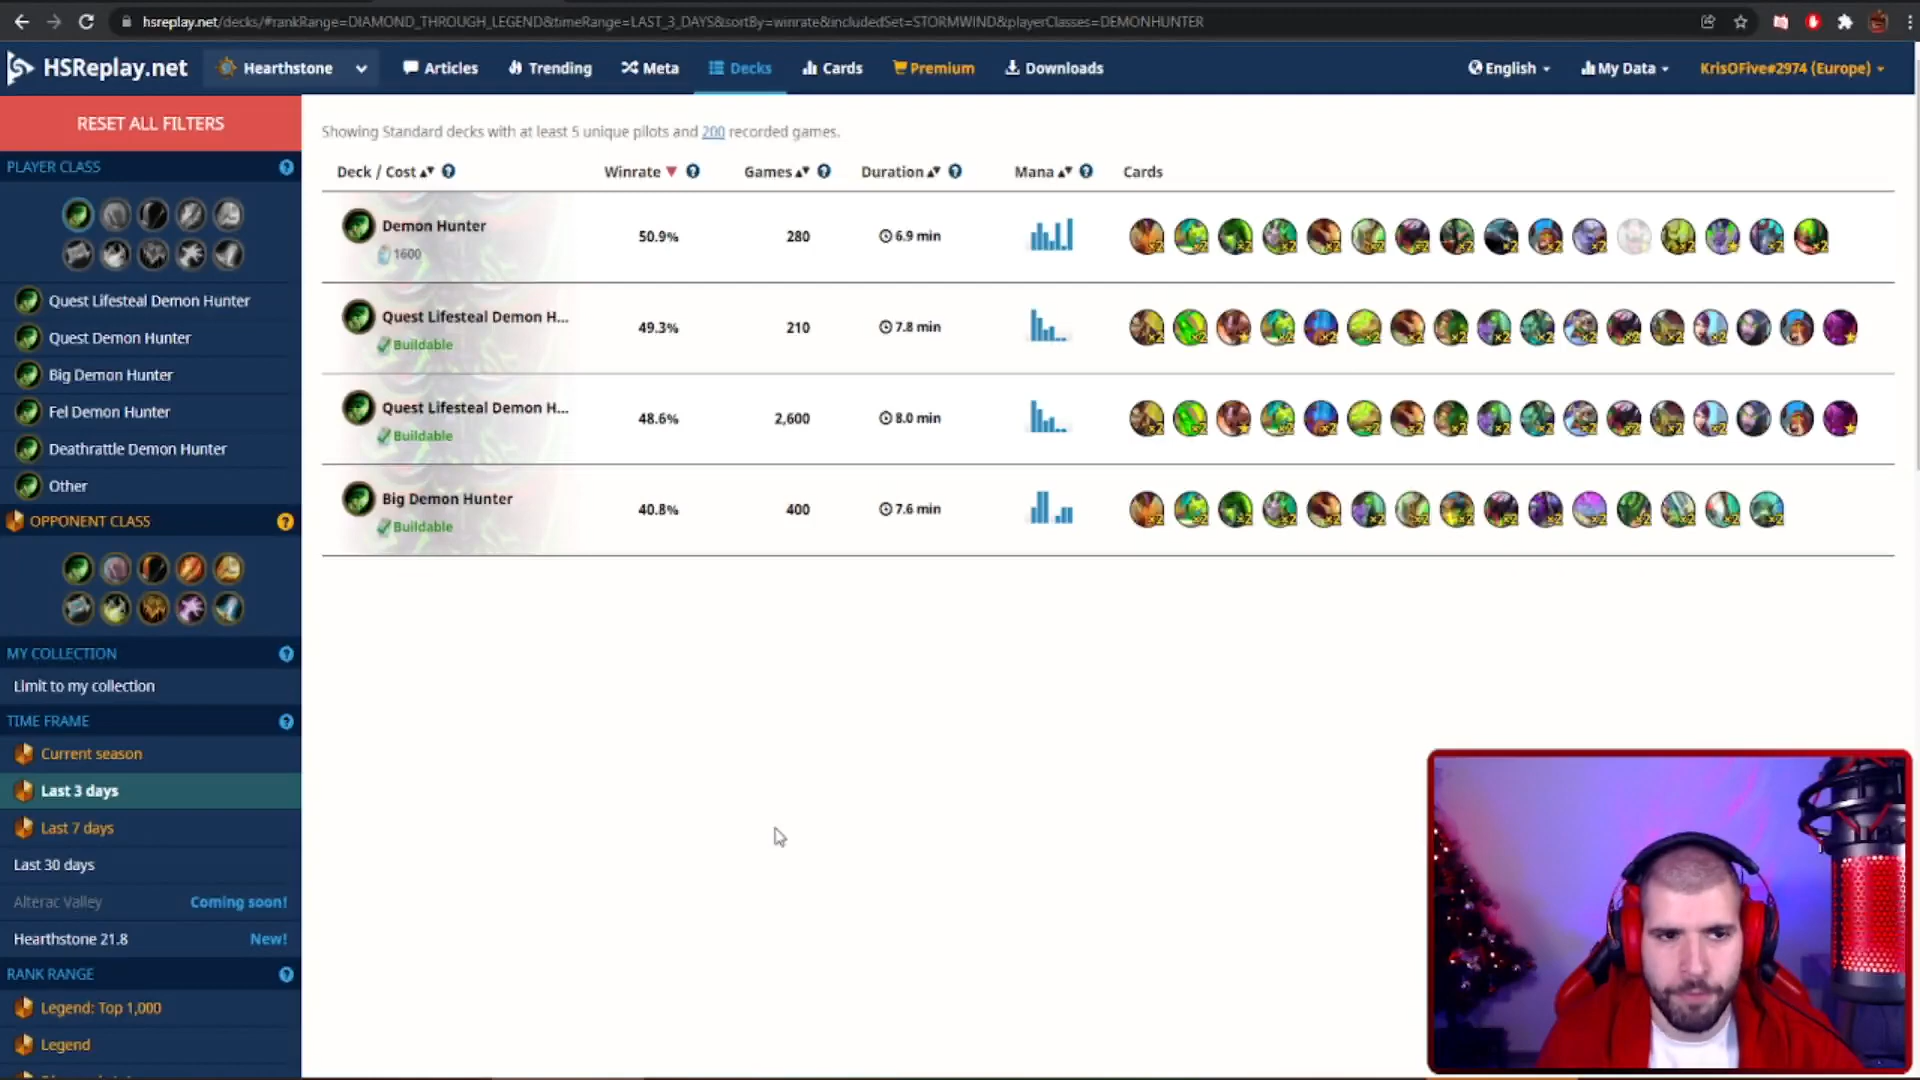 hsreplay.net/decks/#rankRange=DIAMOND_THROUGH_LEGEND&timeRange=LAST_3_DAYS&sortBy=winrate&includedSet=STORMWIND&playerClasses=DEMONHUNTER
HSReplay.net Hearthstone Articles Trending Meta Decks Cards Premium Downloads English My Data KrisOFive#2974 (Europe)
RESET ALL FILTERS
PLAYER CLASS ?
Quest Lifesteal Demon Hunter
Quest Demon Hunter
Big Demon Hunter
Fel Demon Hunter
Deathrattle Demon Hunter
Other
OPPONENT CLASS ?
MY COLLECTION ?
Limit to my collection
TIME FRAME ?
Current season
Last 3 days
Last 7 days
Last 30 days
Alterac Valley Coming soon!
Hearthstone 21.8 New!
RANK RANGE ?
Legend: Top 1,000
Legend
Showing Standard decks with at least 5 unique pilots and 200 recorded games.
Deck / Cost ? Winrate ? Games ? Duration ? Mana ? Cards
Demon Hunter
1600
50.9% 280 6.9 min
Quest Lifesteal Demon H...
Buildable
49.3% 210 7.8 min
Quest Lifesteal Demon H...
Buildable
48.6% 2,600 8.0 min
Big Demon Hunter
Buildable
40.8% 400 7.6 min